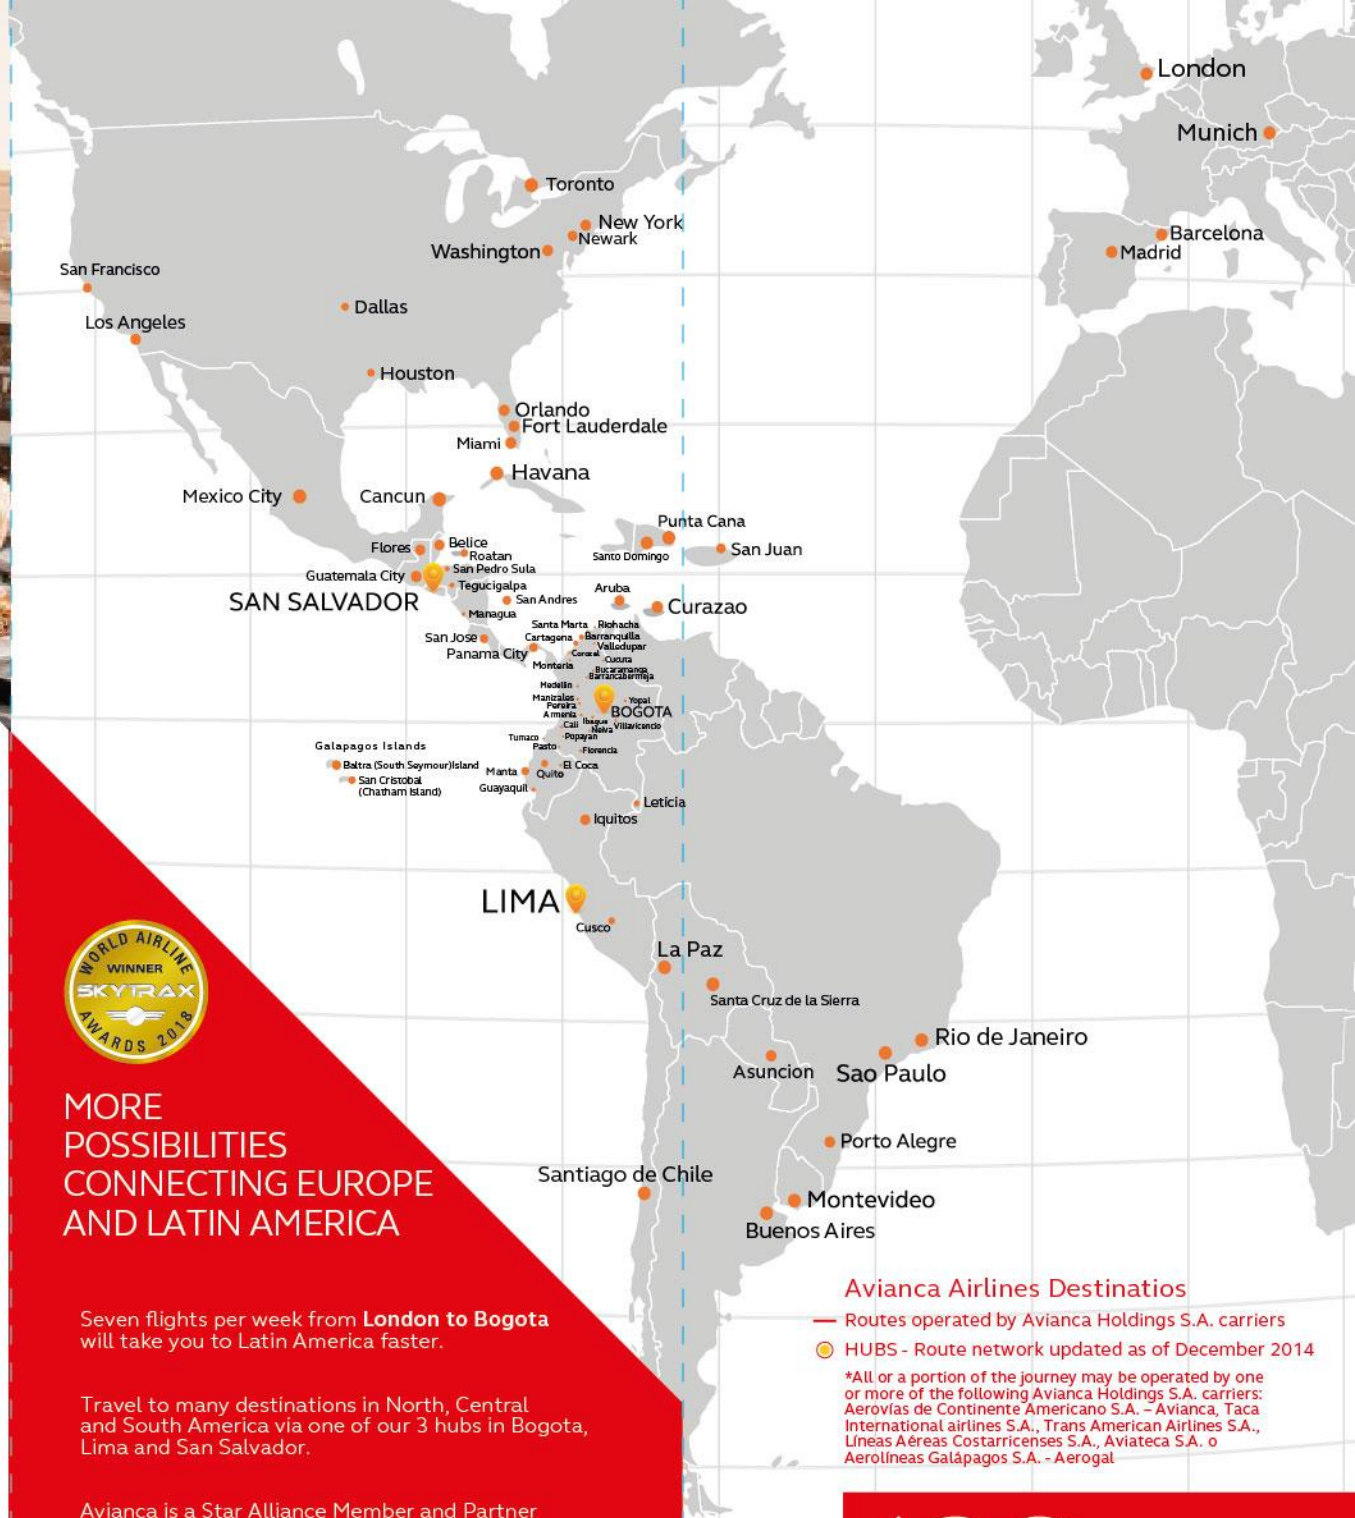 London
Munich
Toronto
New York
Newark
Washington
Barcelona
Madrid
San Francisco
Dallas
Los Angeles
Houston
Orlando
Fort Lauderdale
Miami
Havana
Mexico City
Cancun
Punta Cana
Santo Domingo
San Juan
Flores
Belice
Roatan
San Pedro Sula
Guatemala City
Tegucigalpa
SAN SALVADOR
San Andres
Aruba
Curazao
Managua
Santa Marta
Riohacha
San Jose
Cartagena
Barranquilla
Valledupar
Panama City
Corozal
Cucuta
Monteria
Bucaramanga
Barrancabermeja
Medellin
Manizales
Yopal
Pereira
Armenia
BOGOTA
Ibague
Cali
Neiva
Villavicencio
Tumaco
Popayan
Pasto
Florencia
Galapagos Islands
Baltra (South Seymour)Island
San Cristobal
(Chatham Island)
Manta
Quito
El Coca
Guayaquil
Leticia
Iquitos
LIMA
Cusco
La Paz
Santa Cruz de la Sierra
Rio de Janeiro
Asuncion
Sao Paulo
Porto Alegre
Santiago de Chile
Montevideo
Buenos Aires
WORLD AIRLINE
WINNER
SKYTRAX
AWARDS 2018
MORE
POSSIBILITIES
CONNECTING EUROPE
AND LATIN AMERICA
Seven flights per week from London to Bogota
will take you to Latin America faster.
Travel to many destinations in North, Central
and South America via one of our 3 hubs in Bogota,
Lima and San Salvador.
Avianca is a Star Alliance Member and Partner
Avianca Airlines Destinatios
Routes operated by Avianca Holdings S.A. carriers
HUBS - Route network updated as of December 2014
*All or a portion of the journey may be operated by one
or more of the following Avianca Holdings S.A. carriers:
Aerovías de Continente Americano S.A. – Avianca, Taca
International airlines S.A., Trans American Airlines S.A.,
Líneas Aéreas Costarricenses S.A., Aviateca S.A. o
Aerolíneas Galápagos S.A. - Aerogal